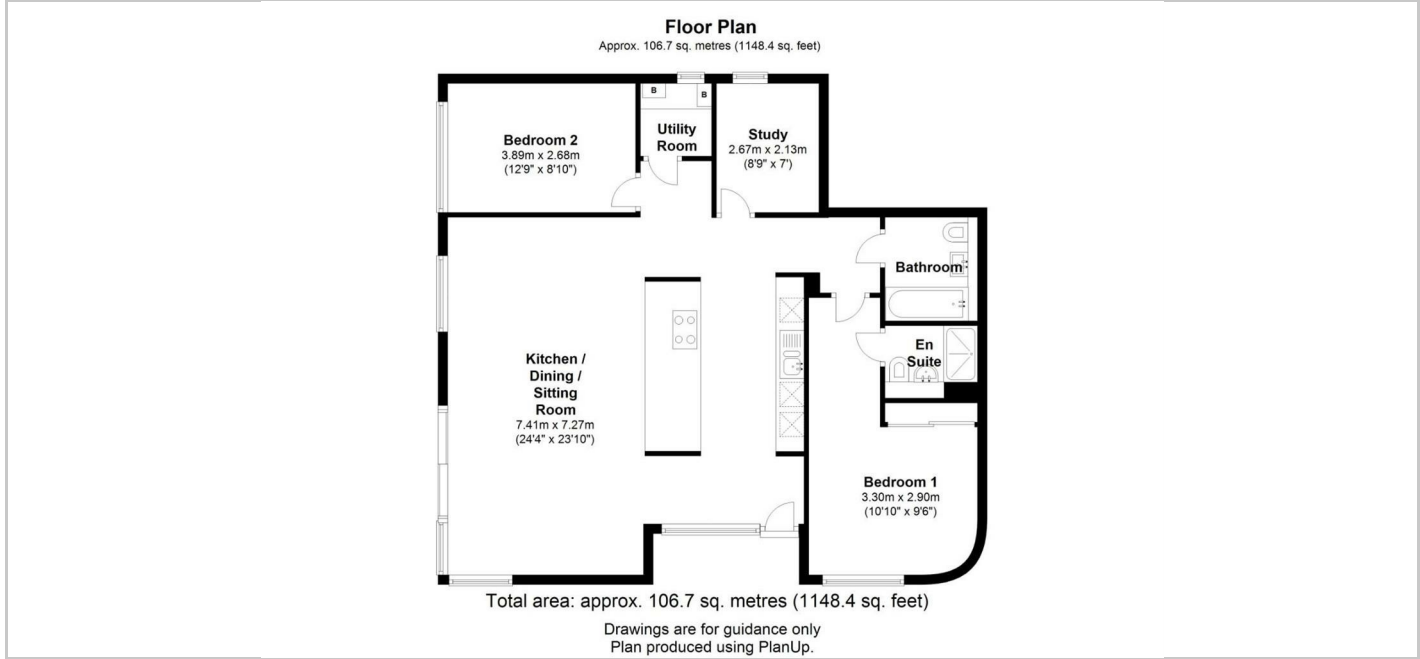 Floor Plan
Approx. 106.7 sq. metres (1148.4 sq. feet)
B
B
Bedroom 2
3.89m x 2.68m
(12'9" x 8'10")
Utility
Room
Study
2.67m x 2.13m
(8'9" x 7')
Bathroom
En
Suite
Kitchen /
Dining /
Sitting
Room
7.41m x 7.27m
(24'4" x 23'10")
Bedroom 1
3.30m x 2.90m
(10'10" x 9'6")
Total area: approx. 106.7 sq. metres (1148.4 sq. feet)
Drawings are for guidance only
Plan produced using PlanUp.